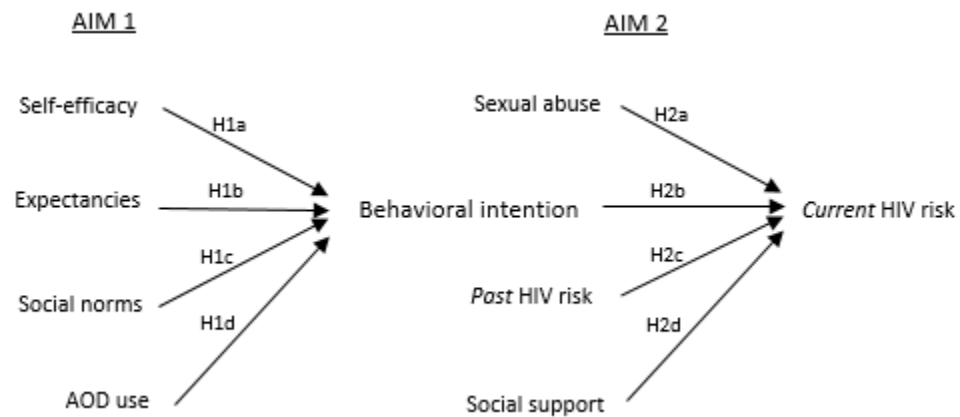 AIM 1
AIM 2
Self-efficacy
Sexual abuse
H1a
H2a
Expectancies
H1b
Behavioral intention
H2b
Current HIV risk
H1c
H2c
Social norms
Past HIV risk
H1d
H2d
AOD use
Social support